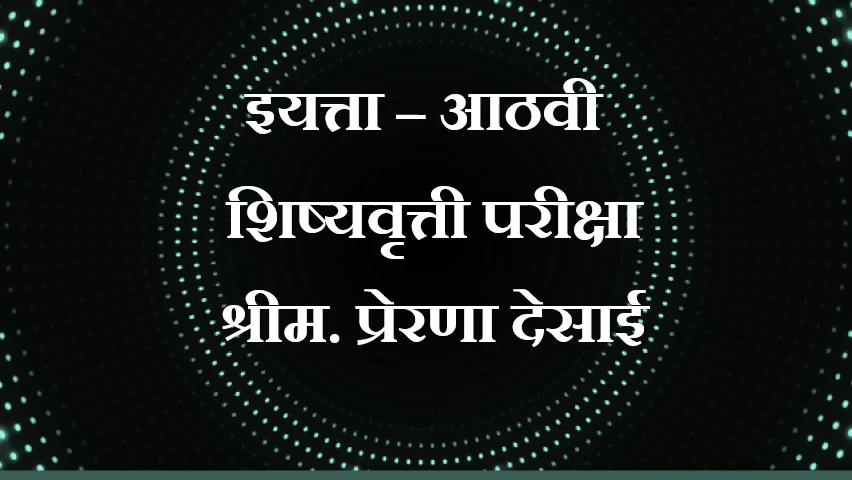 इयत्ता – आठवी
शिष्यवृत्ती परीक्षा
श्रीम. प्रेरणा देसाई